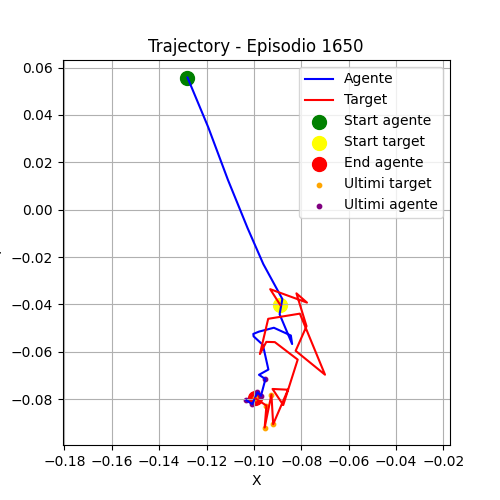 Trajectory - Episodio 1650
Agente
Target
Start agente
Start target
End agente
Ultimi target
Ultimi agente
0.06
0.04
0.02
0.00
−0.02
−0.04
−0.06
−0.08
−0.18 −0.16 −0.14 −0.12 −0.10 −0.08 −0.06 −0.04 −0.02
X